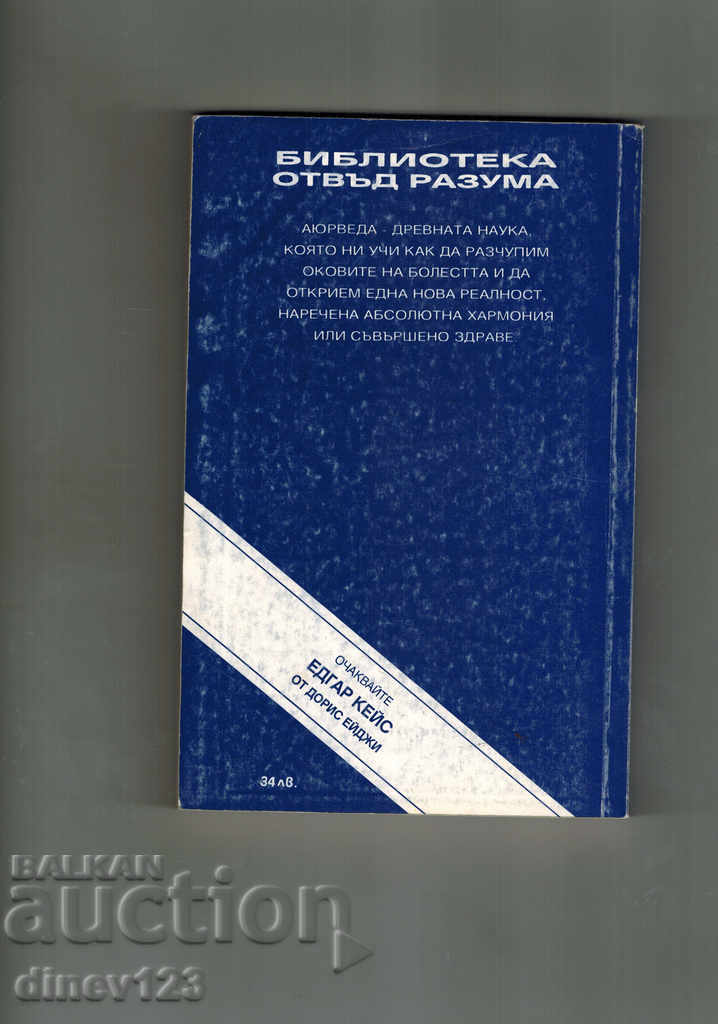 БИБЛИОТЕКА
ОТВЪД РАЗУМА
АЮРВЕДА - ДРЕВНАТА НАУКА,
КОЯТО НИ УЧИ КАК ДА РАЗЧУПИМ
ОКОВИТЕ НА БОЛЕСТТА И ДА
ОТКРИЕМ ЕДНА НОВА РЕАЛНОСТ,
НАРЕЧЕНА АБСОЛЮТНА ХАРМОНИЯ
ИЛИ СЪВЪРШЕНО ЗДРАВЕ
ОЧАКВАЙТЕ
ЕДГАР КЕЙС
ОТ ДОРИС ЕЙДЖИ
34 лв.
BALKAN
auction
dinev123